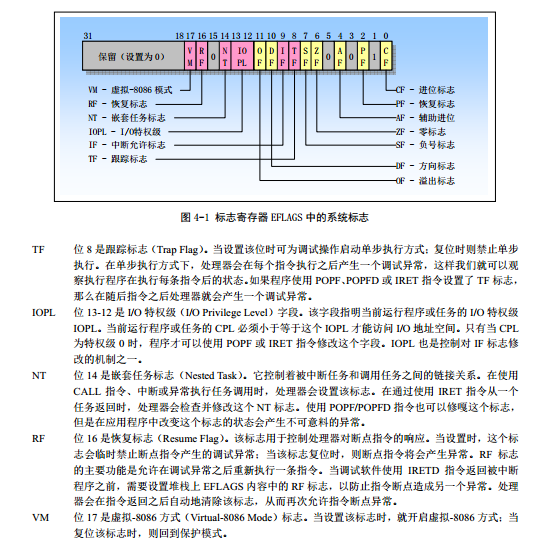 31 18 17 16 15 14 13 12 11 10 9 8 7 6 5 4 3 2 1 0
保留（设置为0） VM RF 0 NT IOPL OF DF IF TF SF ZF 0 AF 0 PF 1 CF
VM - 虚拟-8086 模式
RF - 恢复标志
NT - 嵌套任务标志
IOPL - I/O特权级
IF - 中断允许标志
TF - 跟踪标志
CF - 进位标志
PF - 恢复标志
AF - 辅助进位
ZF - 零标志
SF - 负号标志
DF - 方向标志
OF - 溢出标志
图 4-1 标志寄存器 EFLAGS 中的系统标志
TF 位 8 是跟踪标志（Trap Flag）。当设置该位时可为调试操作启动单步执行方式；复位时则禁止单步
执行。在单步执行方式下，处理器会在每个指令执行之后产生一个调试异常，这样我们就可以观
察执行程序在执行每条指令后的状态。如果程序使用 POPF、POPFD 或 IRET 指令设置了 TF 标志，
那么在随后指令之后处理器就会产生一个调试异常。
IOPL 位 13-12 是 I/O 特权级（I/O Privilege Level）字段。该字段指明当前运行程序或任务的 I/O 特权级
IOPL。当前运行程序或任务的 CPL 必须小于等于这个 IOPL 才能访问 I/O 地址空间。只有当 CPL
为特权级 0 时，程序才可以使用 POPF 或 IRET 指令修改这个字段。IOPL 也是控制对 IF 标志修
改的机制之一。
NT 位 14 是嵌套任务标志（Nested Task）。它控制着被中断任务和调用任务之间的链接关系。在使用
CALL 指令、中断或异常执行任务调用时，处理器会设置该标志。在通过使用 IRET 指令从一个
任务返回时，处理器会检查并修改这个 NT 标志。使用 POPF/POPFD 指令也可以修嘎这个标志，
但是在应用程序中改变这个标志的状态会产生不可意料的异常。
RF 位 16 是恢复标志（Resume Flag）。该标志用于控制处理器对断点指令的响应。当设置时，这个标
志会临时禁止断点指令产生的调试异常；当该标志复位时，则断点指令将会产生异常。RF 标志
的主要功能是允许在调试异常之后重新执行一条指令。当调试软件使用 IRETD 指令返回被中断
程序之前，需要设置堆栈上 EFLAGS 内容中的 RF 标志，以防止指令断点造成另一个异常。处理
器会在指令返回之后自动地清除该标志，从而再次允许指令断点异常。
VM 位 17 是虚拟-8086 方式（Virtual-8086 Mode）标志。当设置该标志时，就开启虚拟-8086 方式；当
复位该标志时，则回到保护模式。